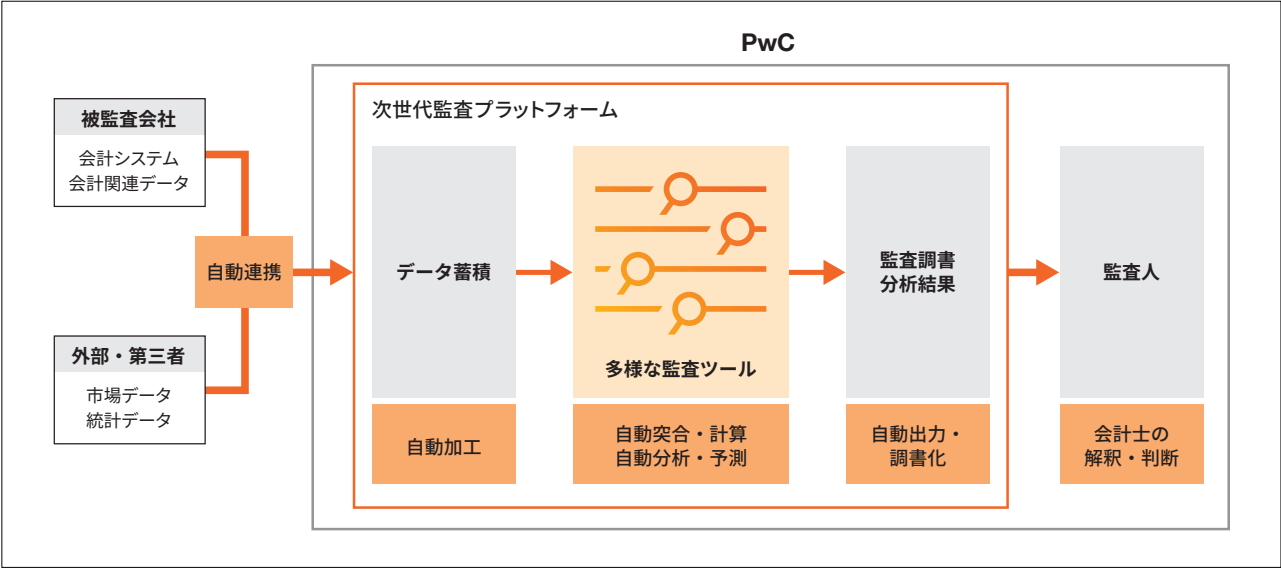 PwC
被監査会社
会計システム
会計関連データ
自動連携
外部・第三者
市場データ
統計データ
次世代監査プラットフォーム
データ蓄積
自動加工
多様な監査ツール
自動突合・計算
自動分析・予測
監査調書
分析結果
自動出力・
調書化
監査人
会計士の
解釈・判断